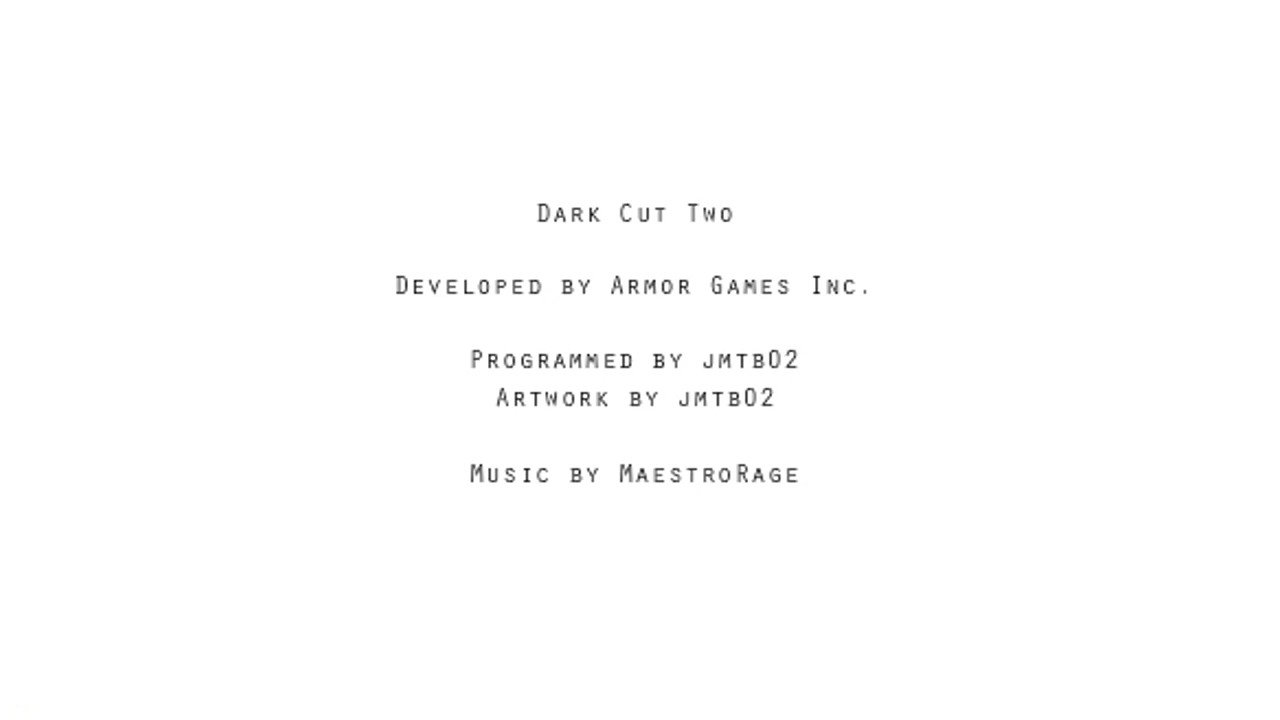 Dark Cut Two
Developed by Armor Games Inc.
Programmed by jmtb02
Artwork by jmtb02
Music by MaestroRage